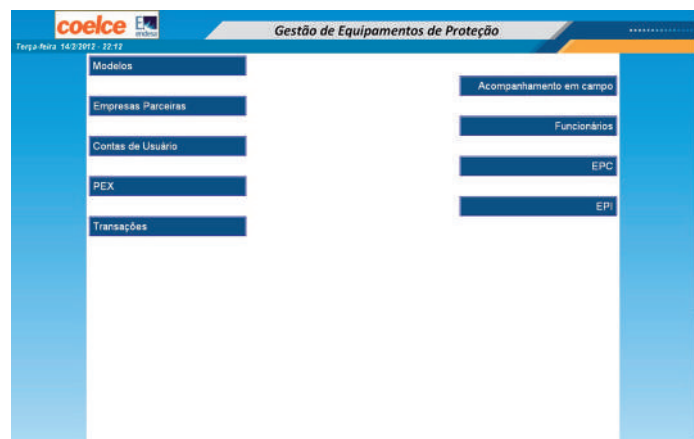 coelce endesa
Gestão de Equipamentos de Proteção
Terça-feira 14/2/2012 - 22:12
Modelos
Acompanhamento em campo
Empresas Parceiras
Funcionários
Contas de Usuário
EPC
PEX
EPI
Transações